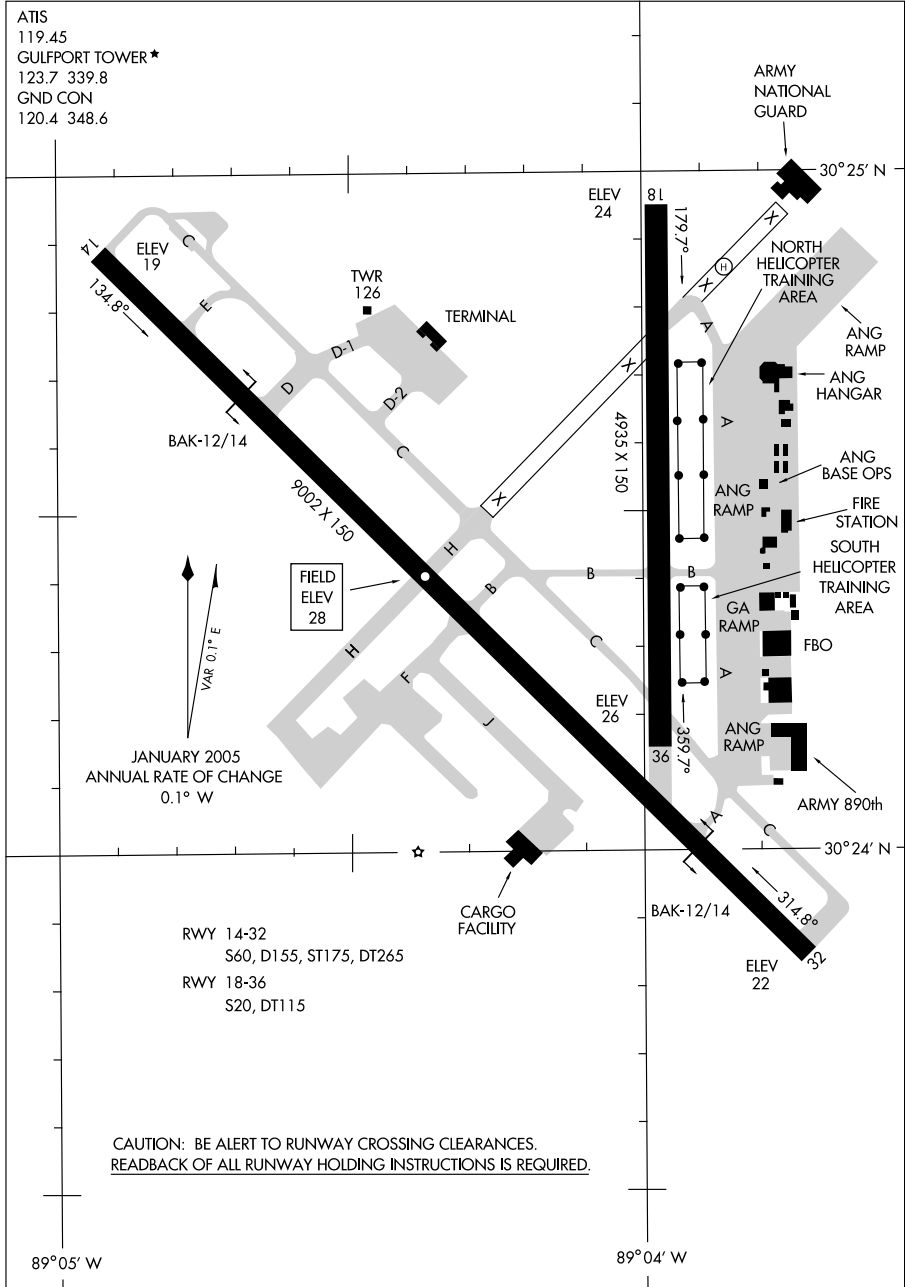 ATIS
119.45
GULFPORT TOWER★
123.7 339.8
GND CON
120.4 348.6
ARMY
NATIONAL
GUARD
30°25' N
ELEV
24
18
179.7°
X
H
X
NORTH
HELICOPTER
TRAINING
AREA
14
ELEV
19
134.8°
C
E
TWR
126
TERMINAL
D-1
D
D-2
A
ANG
RAMP
X
ANG
HANGAR
BAK-12/14
4935 X 150
A
C
9002 X 150
ANG
RAMP
ANG
BASE OPS
X
FIRE
STATION
H
SOUTH
HELICOPTER
TRAINING
AREA
FIELD
ELEV
28
B
B
B
GA
RAMP
VAR 0.1° E
H
C
FBO
F
A
ELEV
26
J
359.7°
ANG
RAMP
36
JANUARY 2005
ANNUAL RATE OF CHANGE
0.1° W
ARMY 890th
A
C
30°24' N
CARGO
FACILITY
BAK-12/14
314.8°
32
ELEV
22
RWY 14-32
S60, D155, ST175, DT265
RWY 18-36
S20, DT115
CAUTION: BE ALERT TO RUNWAY CROSSING CLEARANCES.
READBACK OF ALL RUNWAY HOLDING INSTRUCTIONS IS REQUIRED.
89°05' W
89°04' W